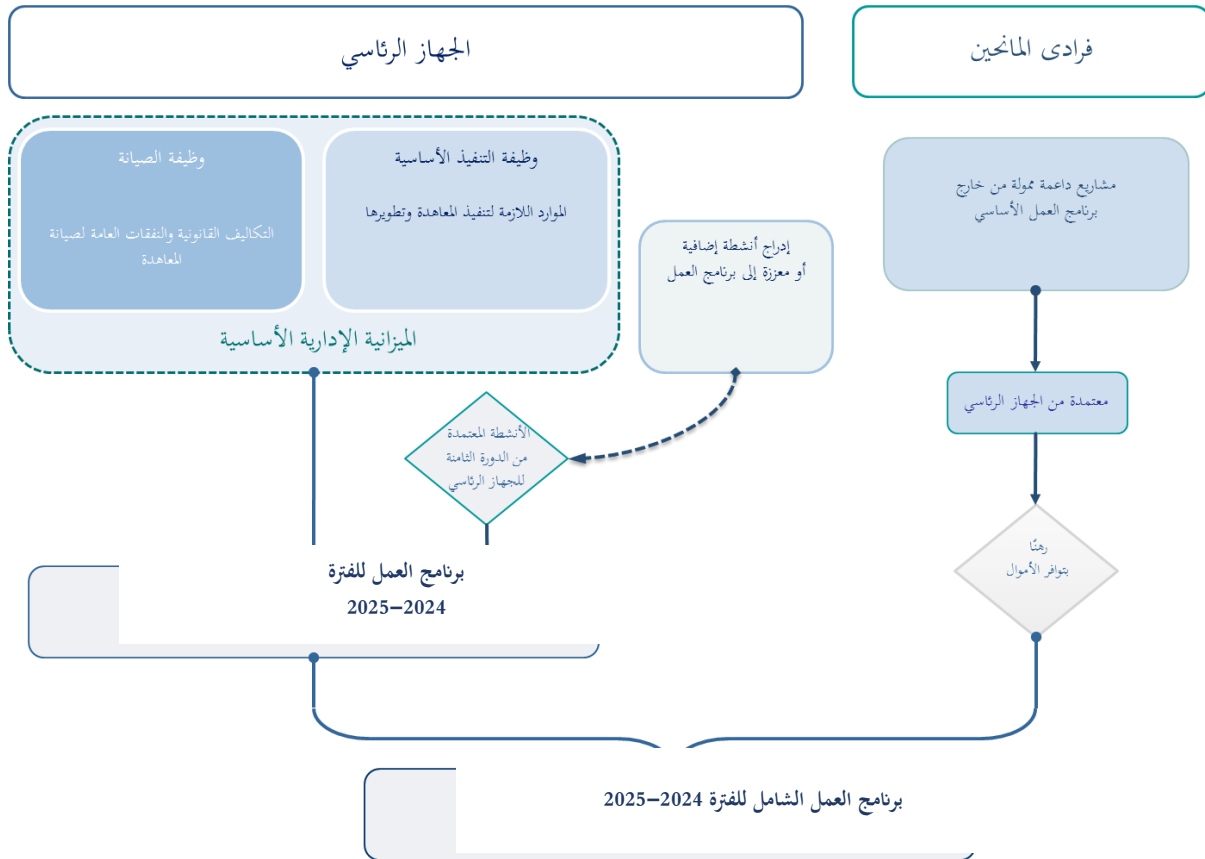 الجهاز الرئاسي
فرادى المانحين
وظيفة الصيانة
التكاليف القانونية والنفقات العامة لصيانة
المعاهدة
وظيفة التنفيذ الأساسية
الموارد اللازمة لتنفيذ المعاهدة وتطويرها
الميزانية الإدارية الأساسية
إدراج أنشطة إضافية
أو معززة إلى برنامج العمل
مشاريع داعمة ممولة من خارج
برنامج العمل الأساسي
معتمدة من الجهاز الرئاسي
الأنشطة المعتمدة
من الدورة الثامنة
للجهاز الرئاسي
رهنًا
بتوافر الأموال
برنامج العمل للفترة
2024–2025
برنامج العمل الشامل للفترة 2024–2025